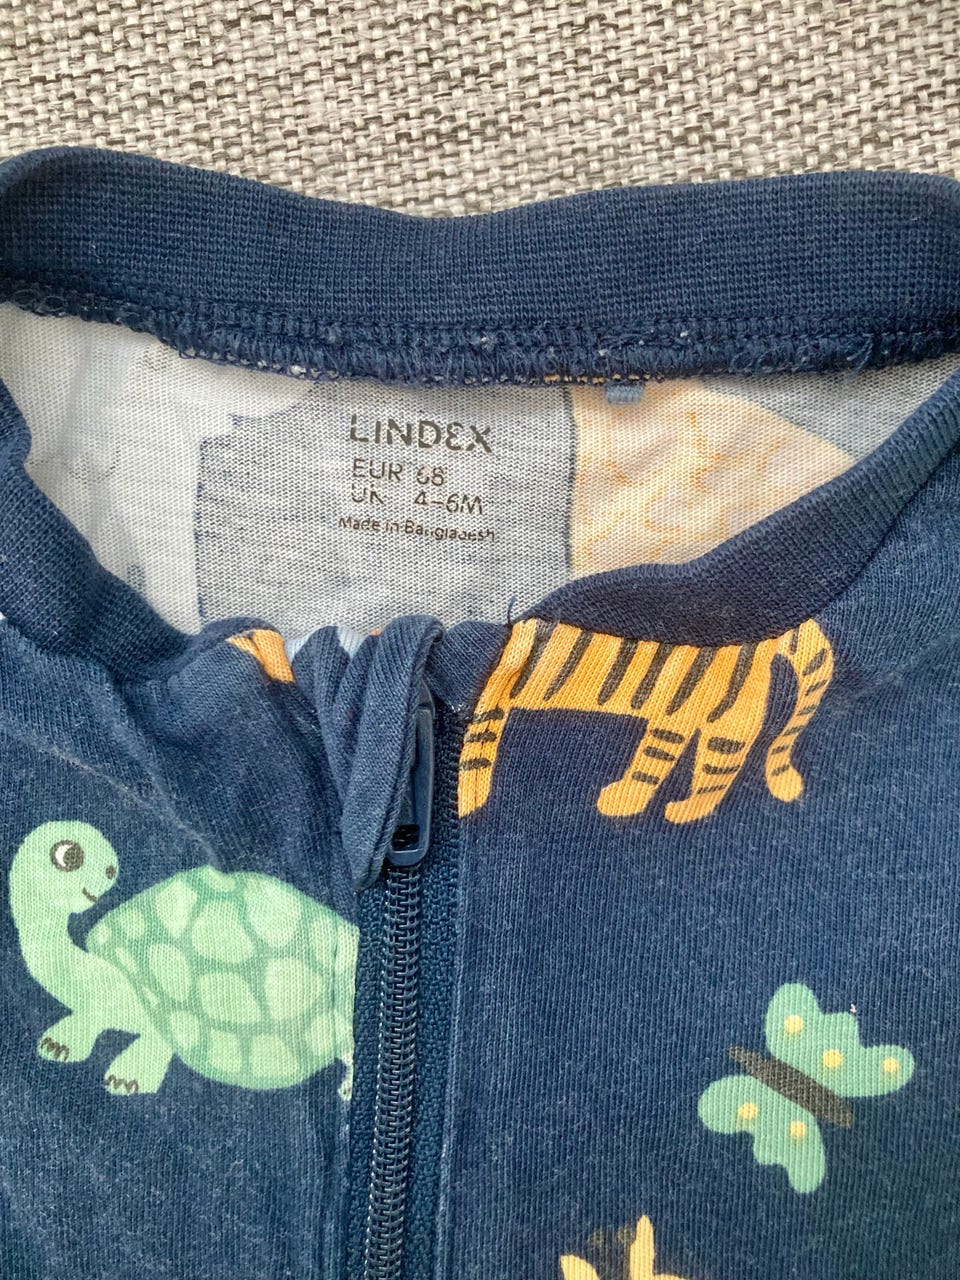 LINDEX
EUR 68
UK 4-6M
Made in Bangladesh